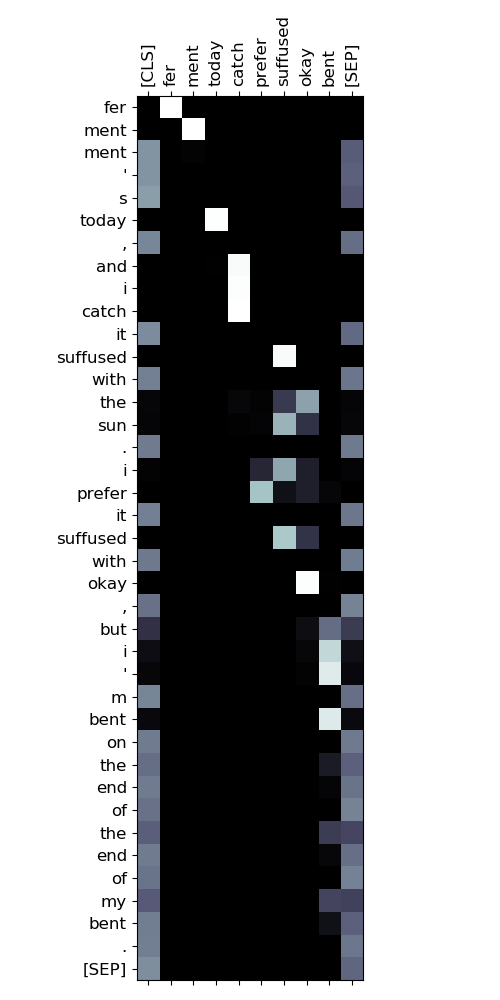 [CLS]
fer
ment
today
catch
prefer
suffused
okay
bent
[SEP]
fer
ment
ment
'
s
today
,
and
i
catch
it
suffused
with
the
sun
.
i
prefer
it
suffused
with
okay
,
but
i
'
m
bent
on
the
end
of
the
end
of
my
bent
.
[SEP]